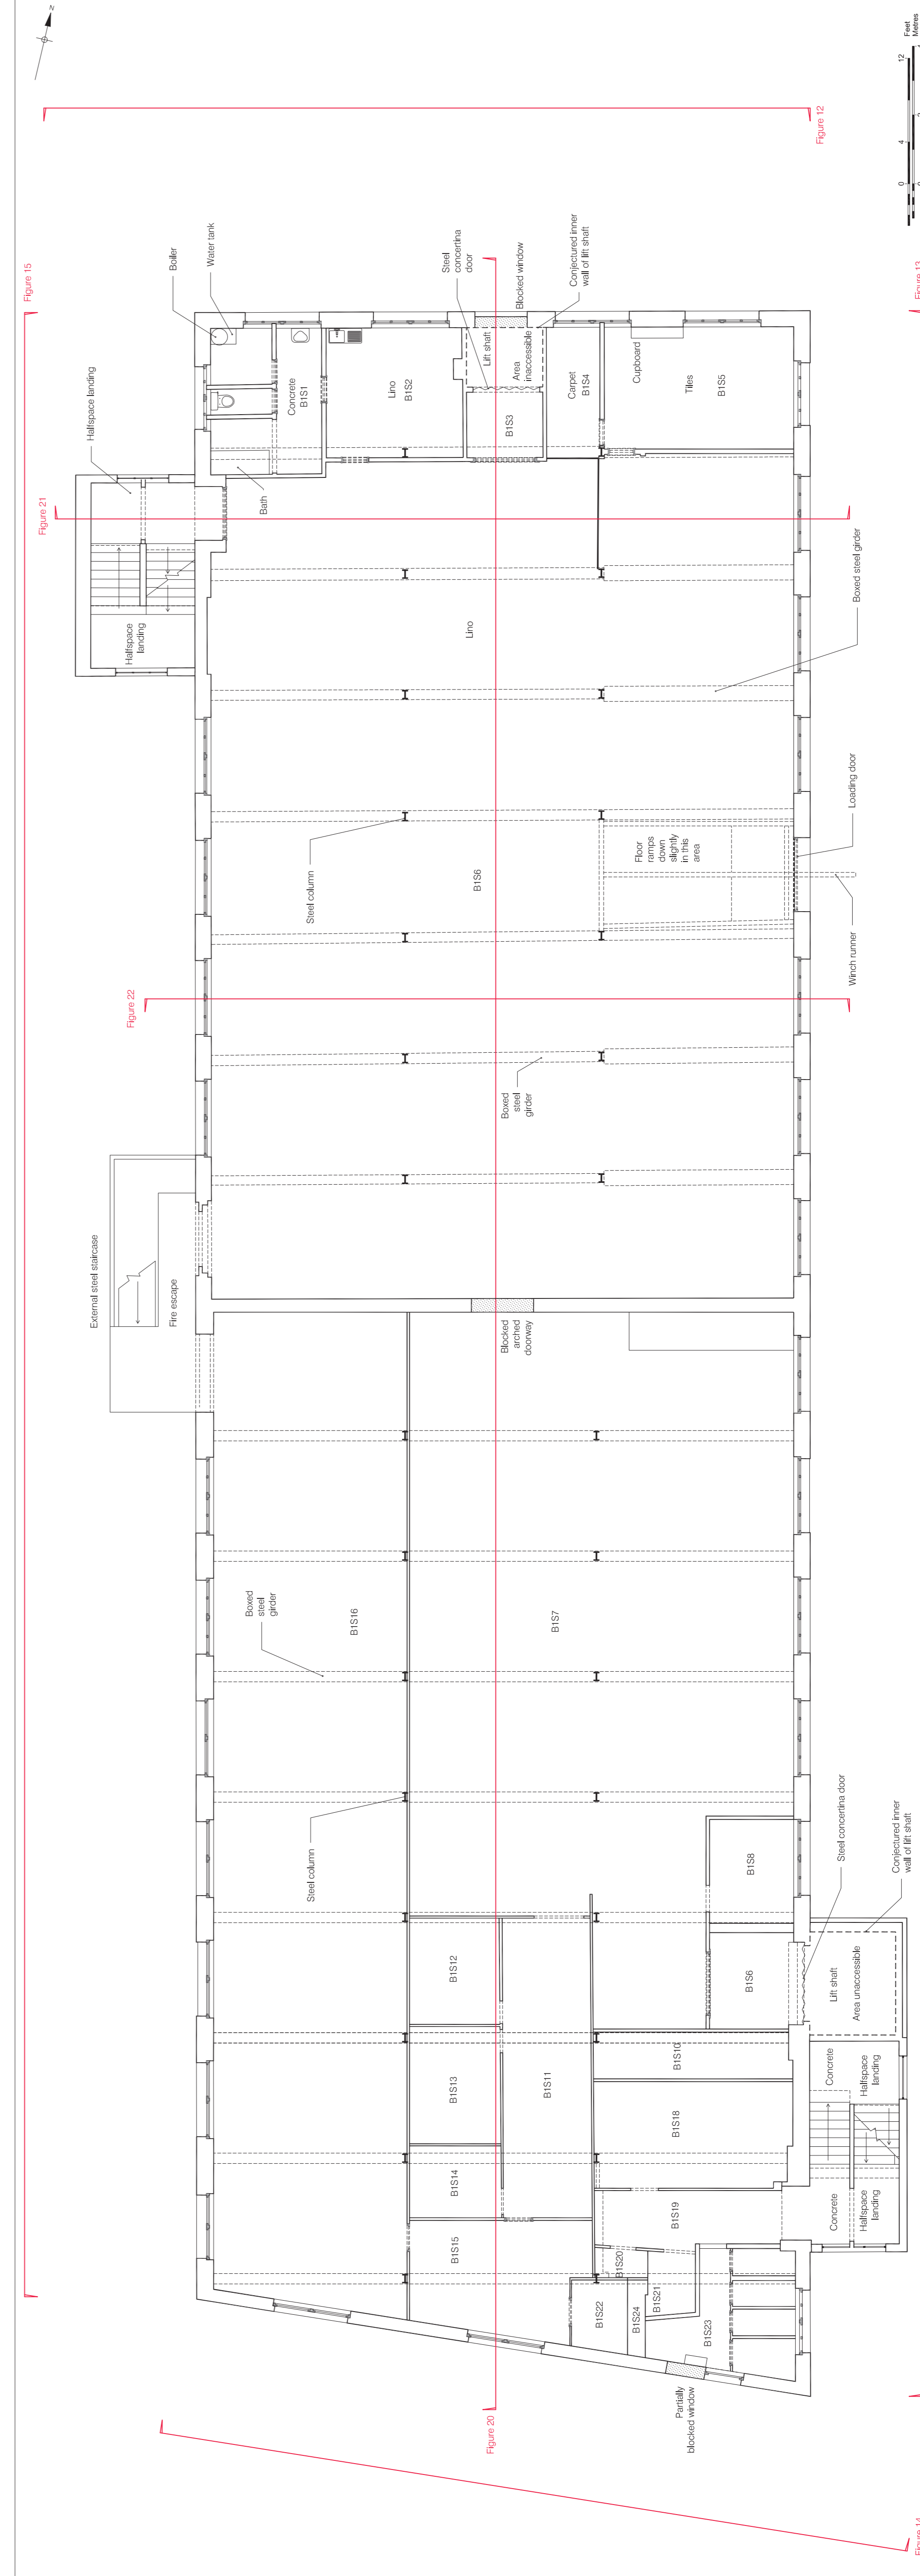 N
Feet
Metres
12
4
0
0
Figure 12
Figure 15
Figure 13
Boiler
Water tank
Halfspace landing
Steel
concertina
door
Blocked window
Conjectured inner
wall of lift shaft
Concrete
B1S1
Lino
B1S2
Lift shaft
Area
inaccessible
B1S3
Carpet
B1S4
Cupboard
Tiles
B1S5
Bath
Figure 21
Halfspace
landing
Lino
Boxed steel girder
Steel column
B1S6
Floor
ramps
down
slightly
in this
area
Loading door
Winch runner
Figure 22
Boxed
steel
girder
External steel staircase
Fire escape
Blocked
arched
doorway
Boxed
steel
girder
B1S16
B1S7
Steel column
Steel concertina door
Conjectured inner
wall of lift shaft
B1S8
B1S12
B1S6
Lift shaft
Area unaccessible
B1S13
B1S11
B1S10
Concrete
Halfspace
landing
B1S18
B1S14
B1S15
B1S19
Concrete
Halfspace
landing
B1S20
B1S22
B1S24
B1S21
B1S23
Partially
blocked window
Figure 20
Figure 14